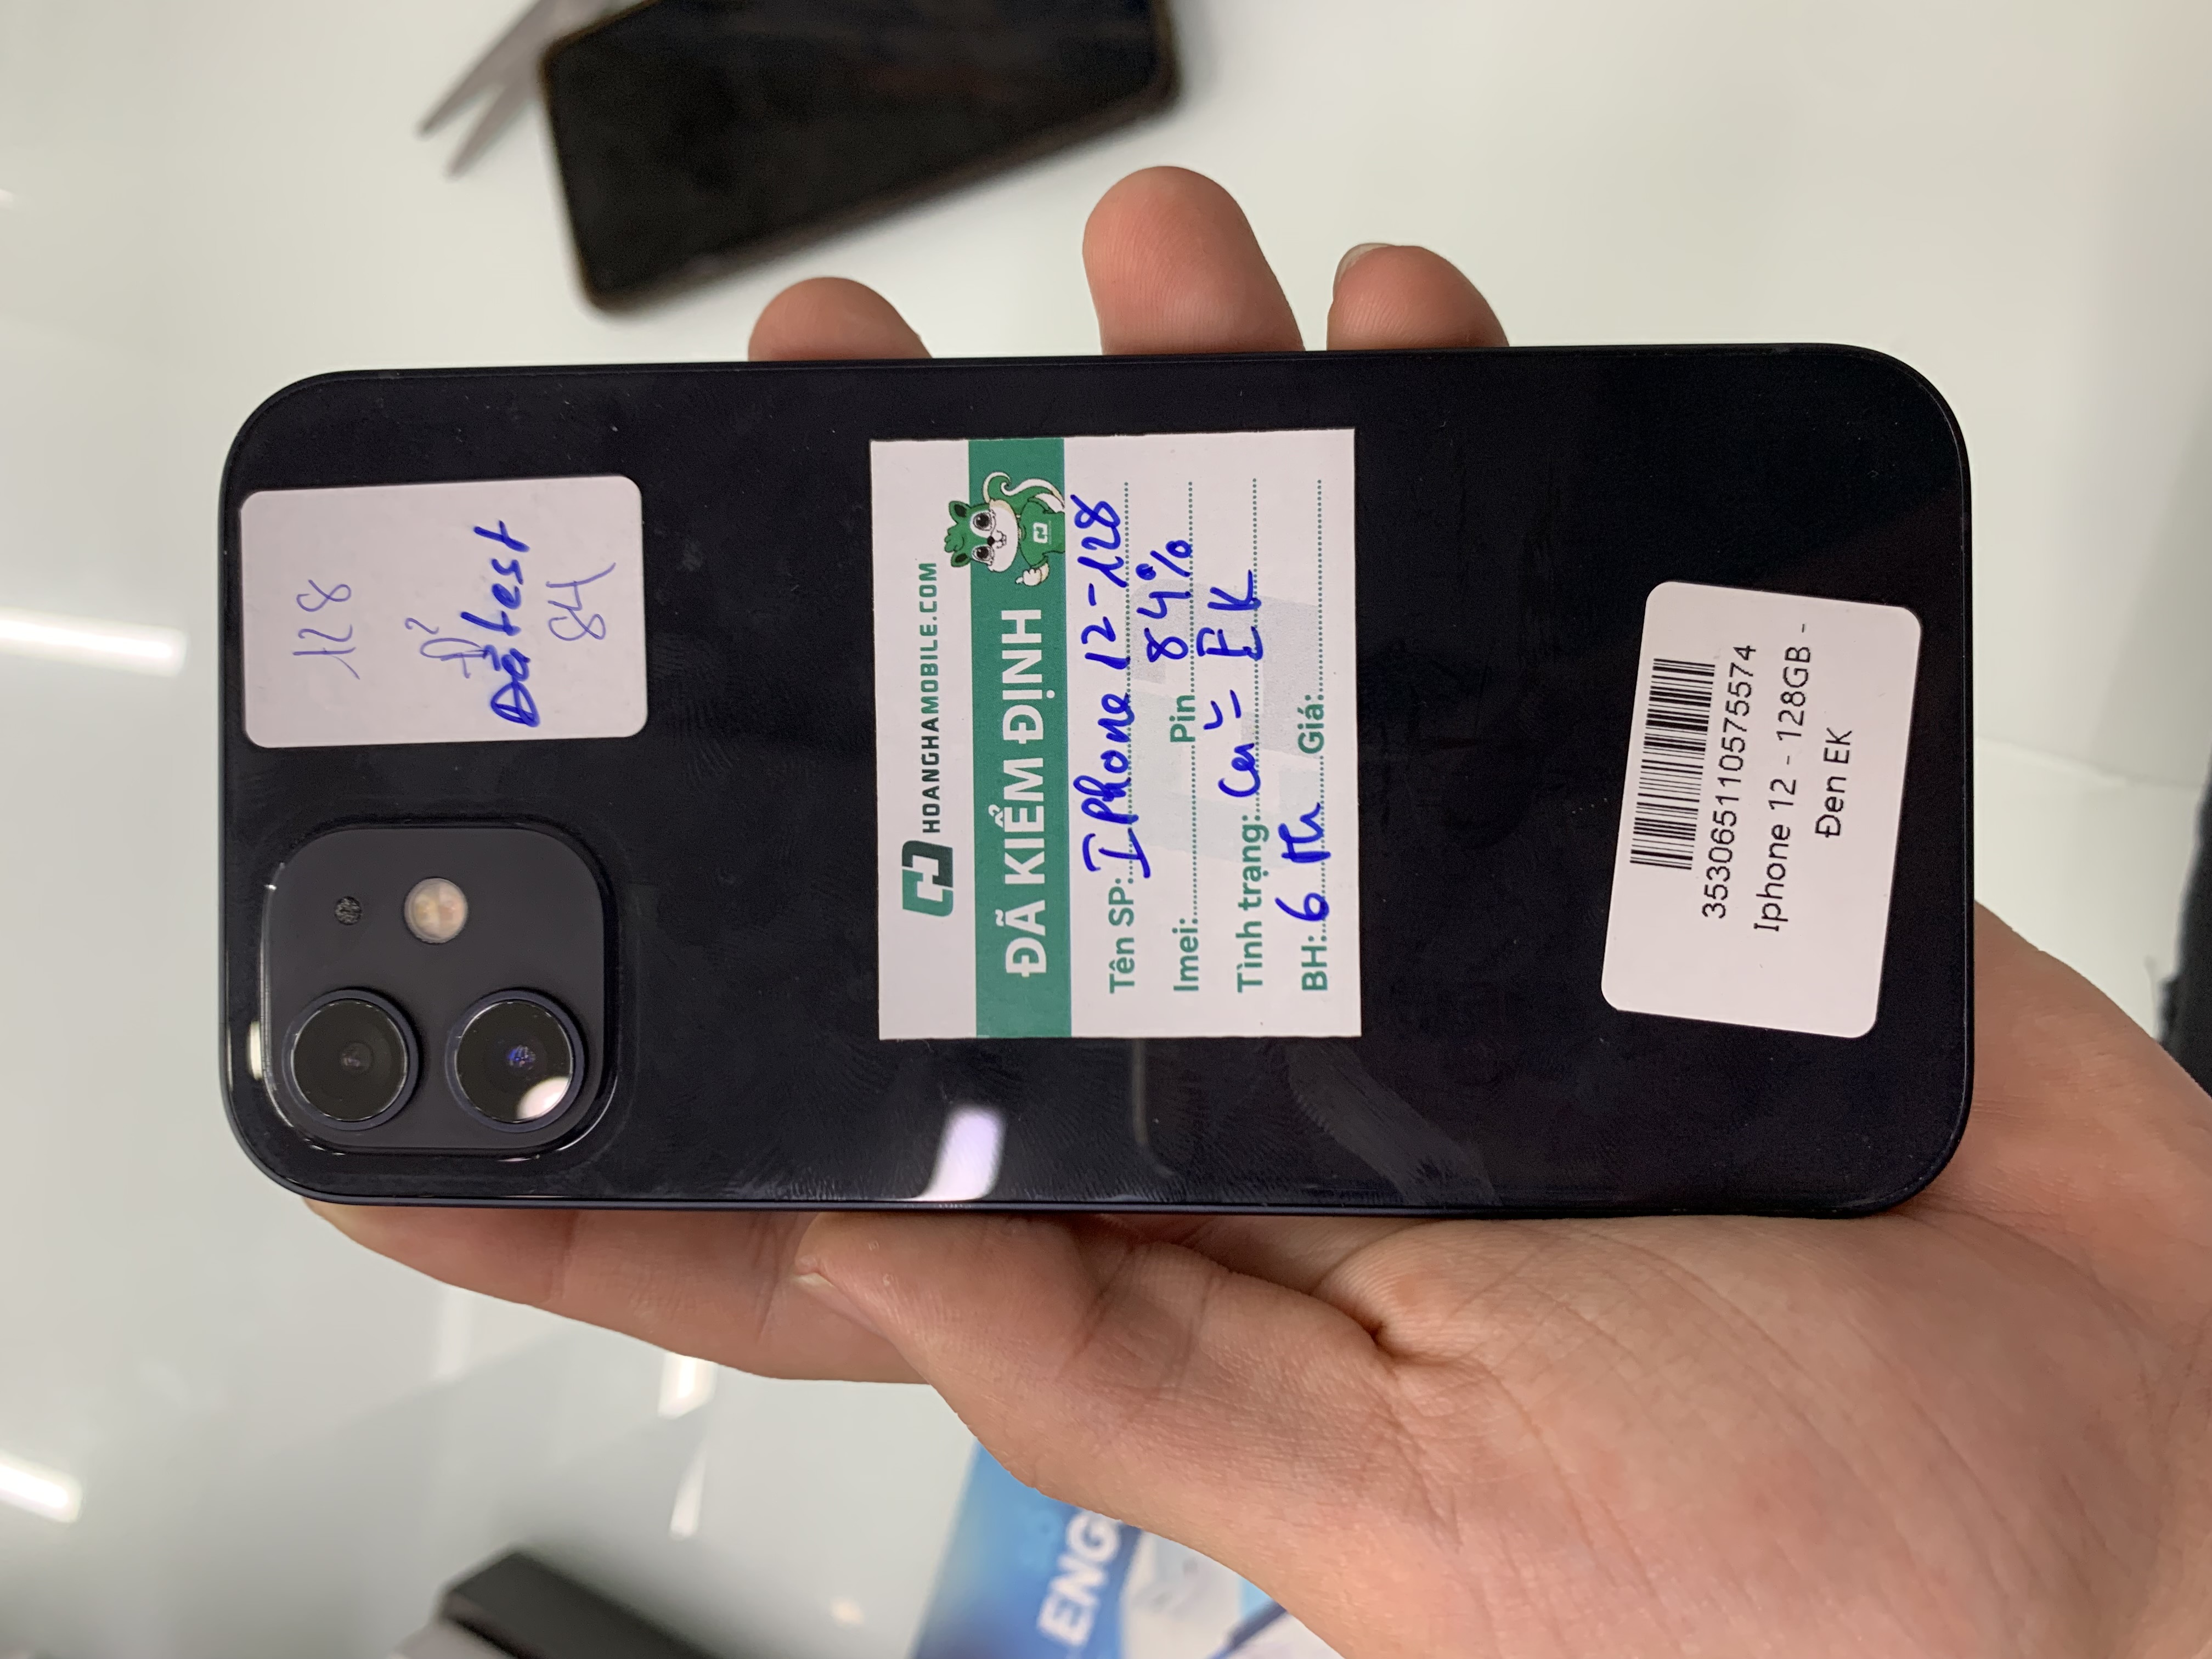 128
Đã test
84
HOANGHAMOBILE.COM
ĐÃ KIỂM ĐỊNH
Tên SP: IPhone 12-128
Imei: Pin 84%
Tình trạng: EK
BH: 6 th Giá:
353065110575574
Iphone 12 - 128GB -
Đen EK
ENG